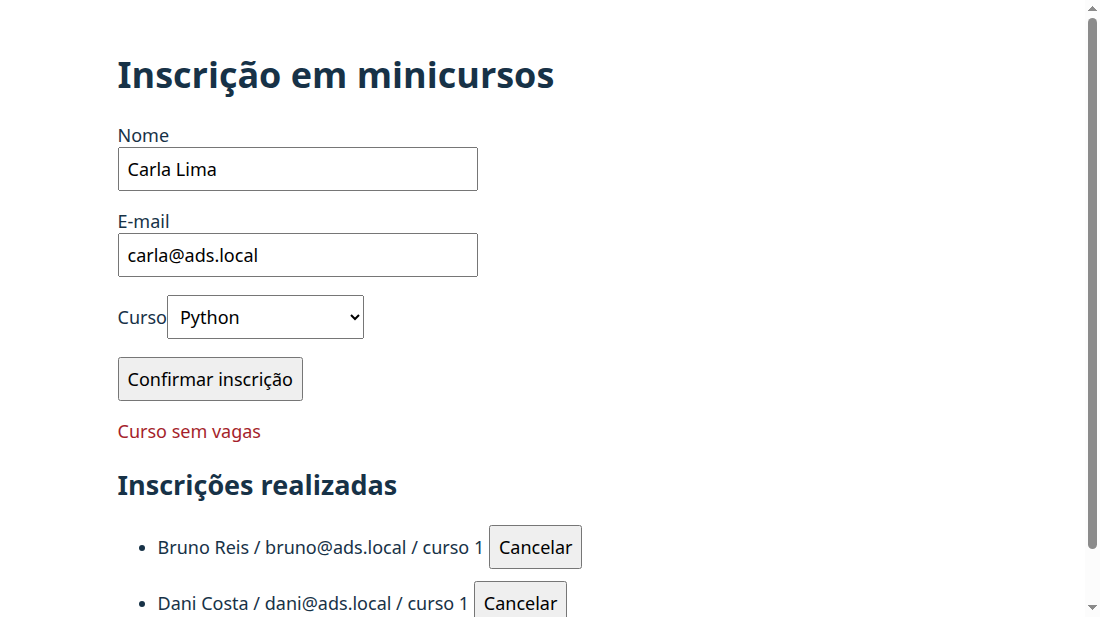 Inscrição em minicursos
Nome
Carla Lima
E-mail
carla@ads.local
Curso Python
Confirmar inscrição
Curso sem vagas
Inscrições realizadas
Bruno Reis / bruno@ads.local / curso 1 Cancelar
Dani Costa / dani@ads.local / curso 1 Cancelar